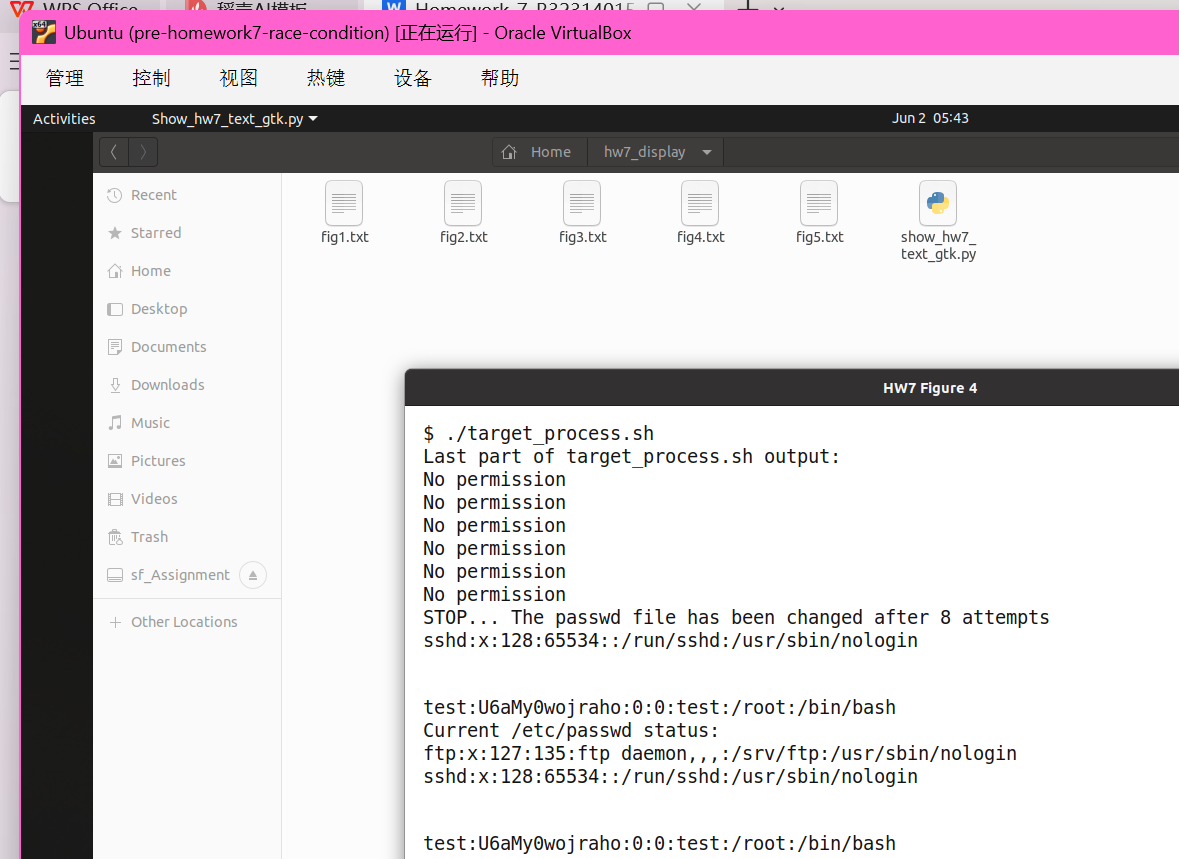 WPS Office
稻壳AI模板
Ubuntu (pre-homework7-race-condition) [正在运行] - Oracle VirtualBox
管理 控制 视图 热键 设备 帮助
Activities Show_hw7_text_gtk.py Jun 2 05:43
Home hw7_display
Recent
Starred
Home
Desktop
Documents
Downloads
Music
Pictures
Videos
Trash
sf_Assignment
Other Locations
fig1.txt fig2.txt fig3.txt fig4.txt fig5.txt show_hw7_
text_gtk.py
HW7 Figure 4
$ ./target_process.sh
Last part of target_process.sh output:
No permission
No permission
No permission
No permission
No permission
No permission
STOP... The passwd file has been changed after 8 attempts
sshd:x:128:65534::/run/sshd:/usr/sbin/nologin
test:U6aMy0wojraho:0:0:test:/root:/bin/bash
Current /etc/passwd status:
ftp:x:127:135:ftp daemon,,,:/srv/ftp:/usr/sbin/nologin
sshd:x:128:65534::/run/sshd:/usr/sbin/nologin
test:U6aMy0wojraho:0:0:test:/root:/bin/bash